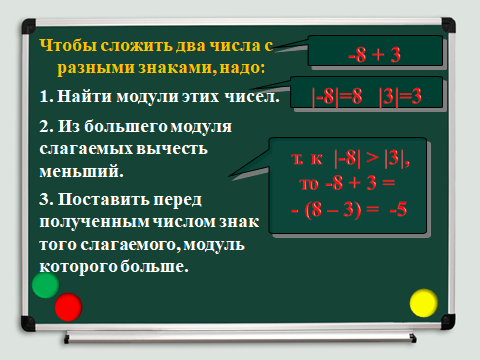 Чтобы сложить два числа с
разными знаками, надо:
-8 + 3
1. Найти модули этих чисел.
|-8|=8 |3|=3
2. Из большего модуля
слагаемых вычесть
меньший.
т. к |-8| > |3|,
то -8 + 3 =
- (8 – 3) = -5
3. Поставить перед
полученным числом знак
того слагаемого, модуль
которого больше.